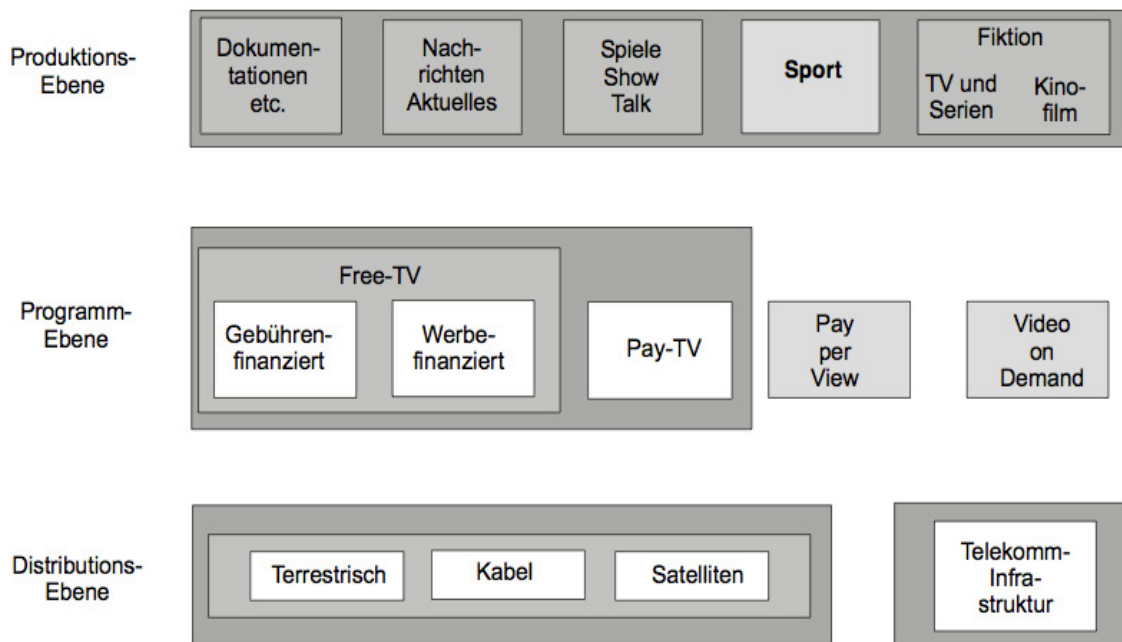 Produktions-
Ebene
Dokumen-
tationen
etc.
Nach-
richten
Aktuelles
Spiele
Show
Talk
Sport
Fiktion
TV und
Serien
Kino-
film
Programm-
Ebene
Free-TV
Gebühren-
finanziert
Werbe-
finanziert
Pay-TV
Pay
per
View
Video
on
Demand
Distributions-
Ebene
Terrestrisch
Kabel
Satelliten
Telekomm-
Infra-
struktur